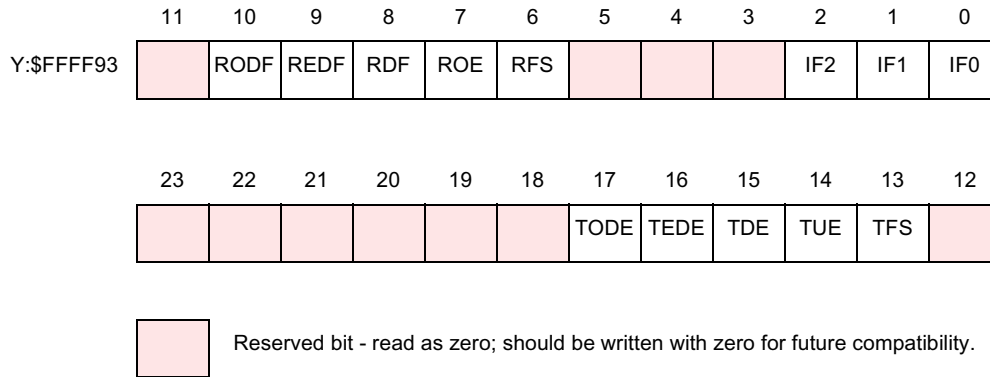 11 10 9 8 7 6 5 4 3 2 1 0
Y:$FFFF93 RODF REDF RDF ROE RFS IF2 IF1 IF0
23 22 21 20 19 18 17 16 15 14 13 12
TODE TEDE TDE TUE TFS
Reserved bit - read as zero; should be written with zero for future compatibility.